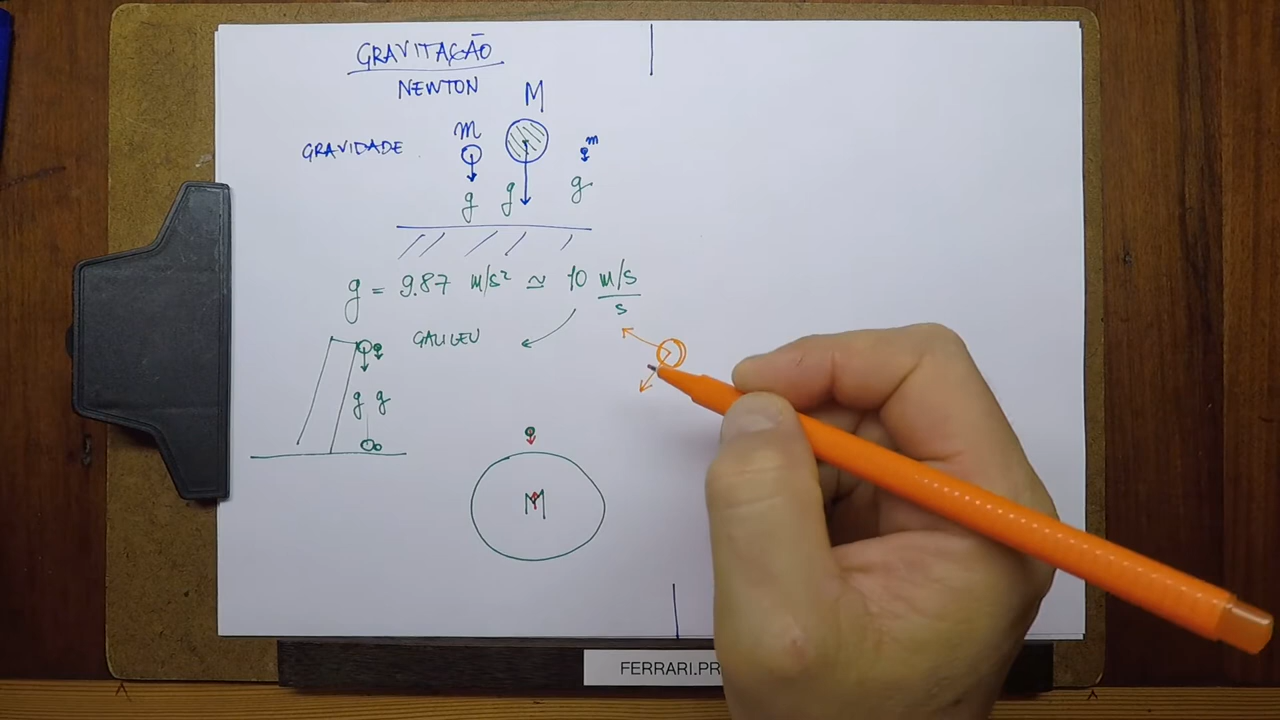 GRAVITAÇÃO
NEWTON
M
m
m
GRAVIDADE
g g g
g = 9.87 m/s² ≃ 10 m/s
s
GALILEU
g g
M
FERRARI.PR